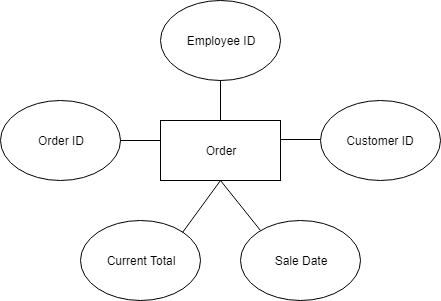 Employee ID
Order ID
Order
Customer ID
Current Total
Sale Date